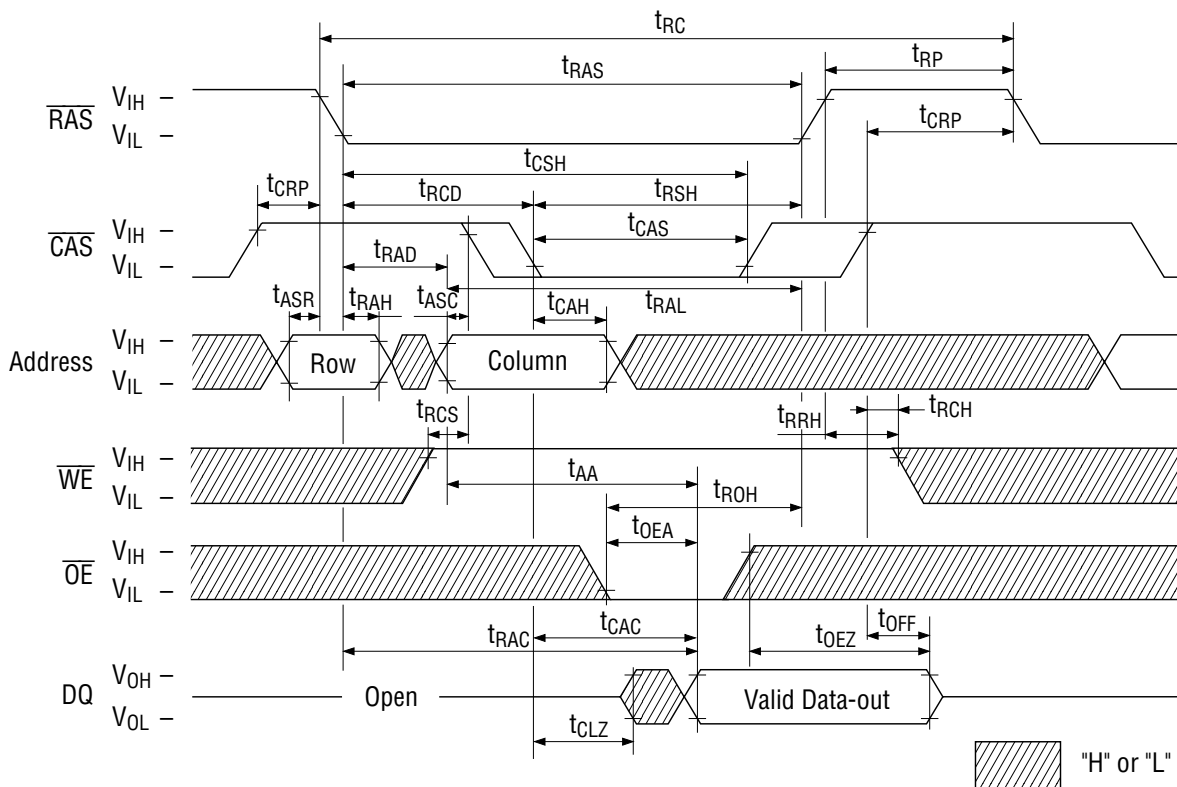 tRC
tRAS
tRP
RAS
VIH –
VIL –
tCRP
tCSH
tCRP
tRCD
tRSH
CAS
VIH –
VIL –
tCAS
tRAD
tRAL
tASR
tRAH
tASC
tCAH
Address
VIH –
VIL –
Row
Column
tRCS
tRRH
tRCH
WE
VIH –
VIL –
tAA
tROH
tOEA
OE
VIH –
VIL –
tRAC
tCAC
tOEZ
tOFF
DQ
VOH –
VOL –
Open
Valid Data-out
tCLZ
"H" or "L"